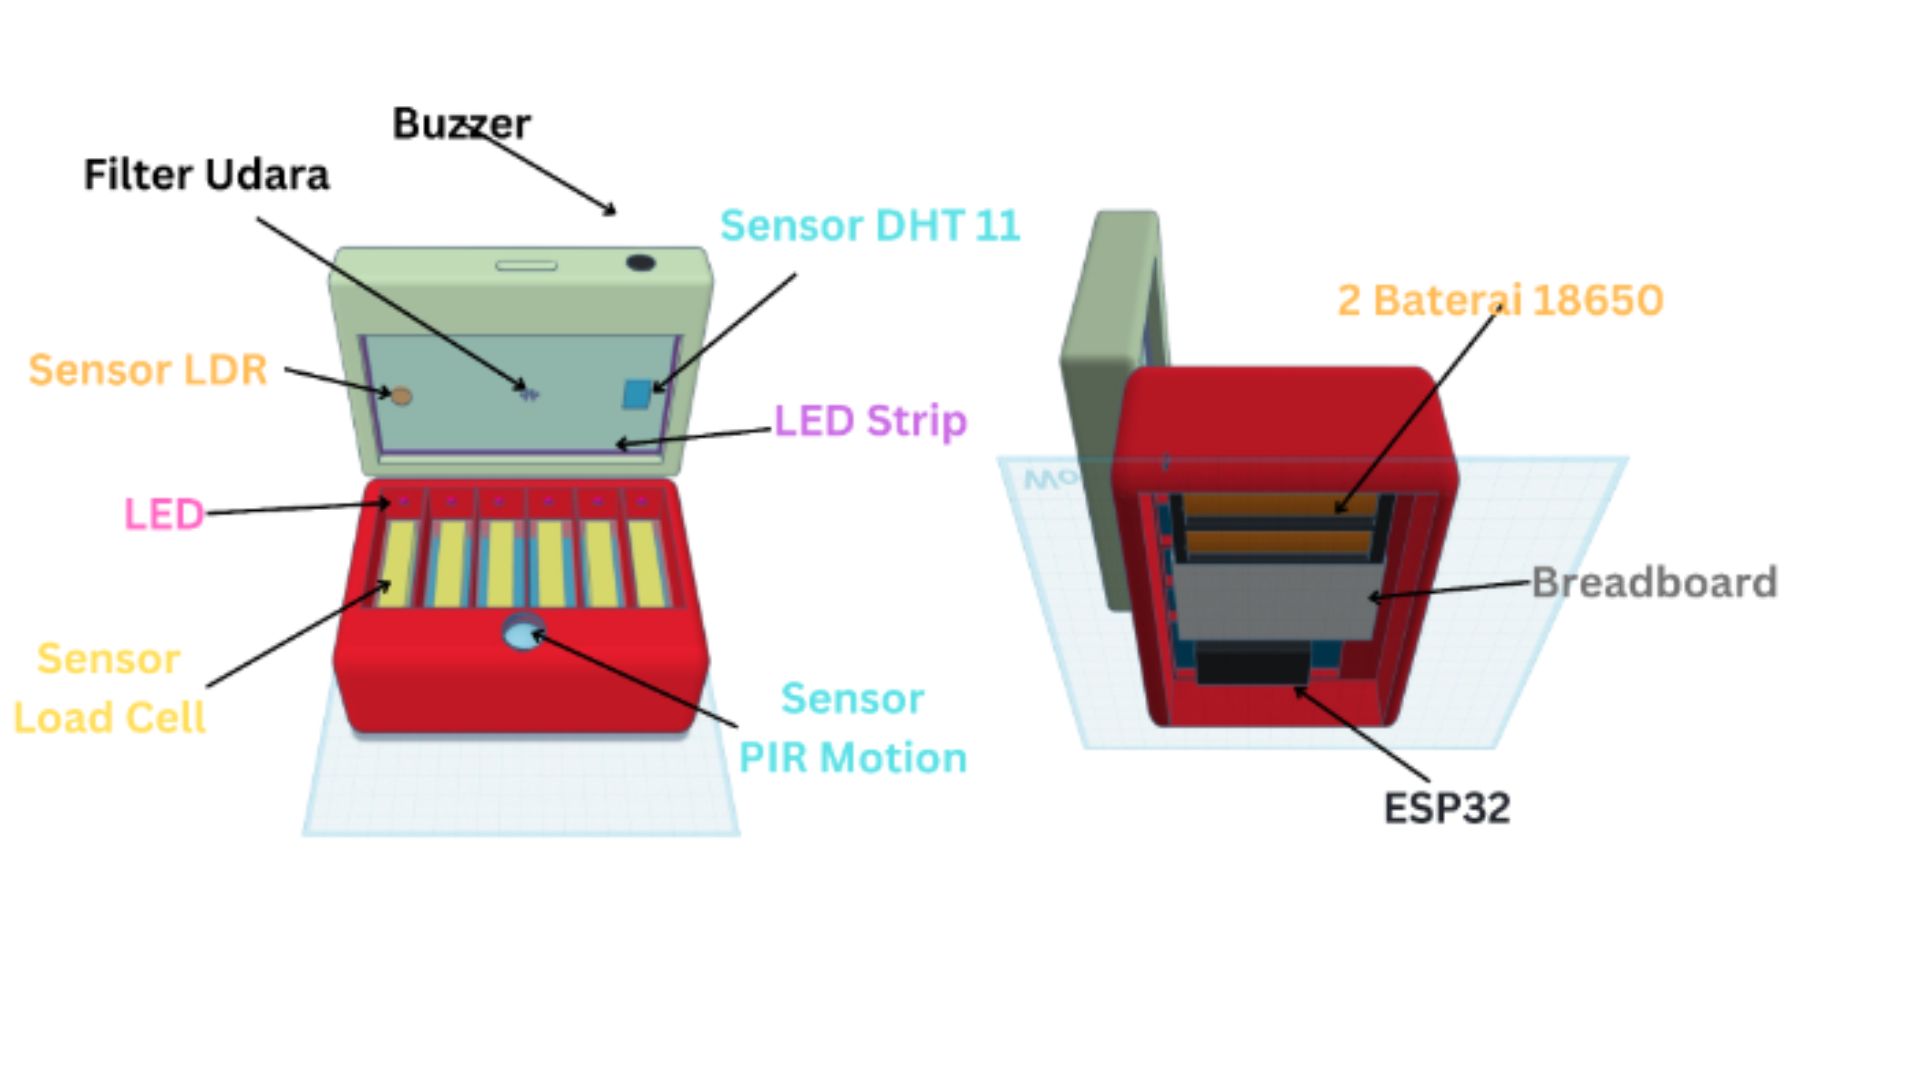 Buzzer
Filter Udara
Sensor DHT 11
Sensor LDR
LED Strip
LED
Sensor
Load Cell
Sensor
PIR Motion
2 Baterai 18650
Breadboard
ESP32